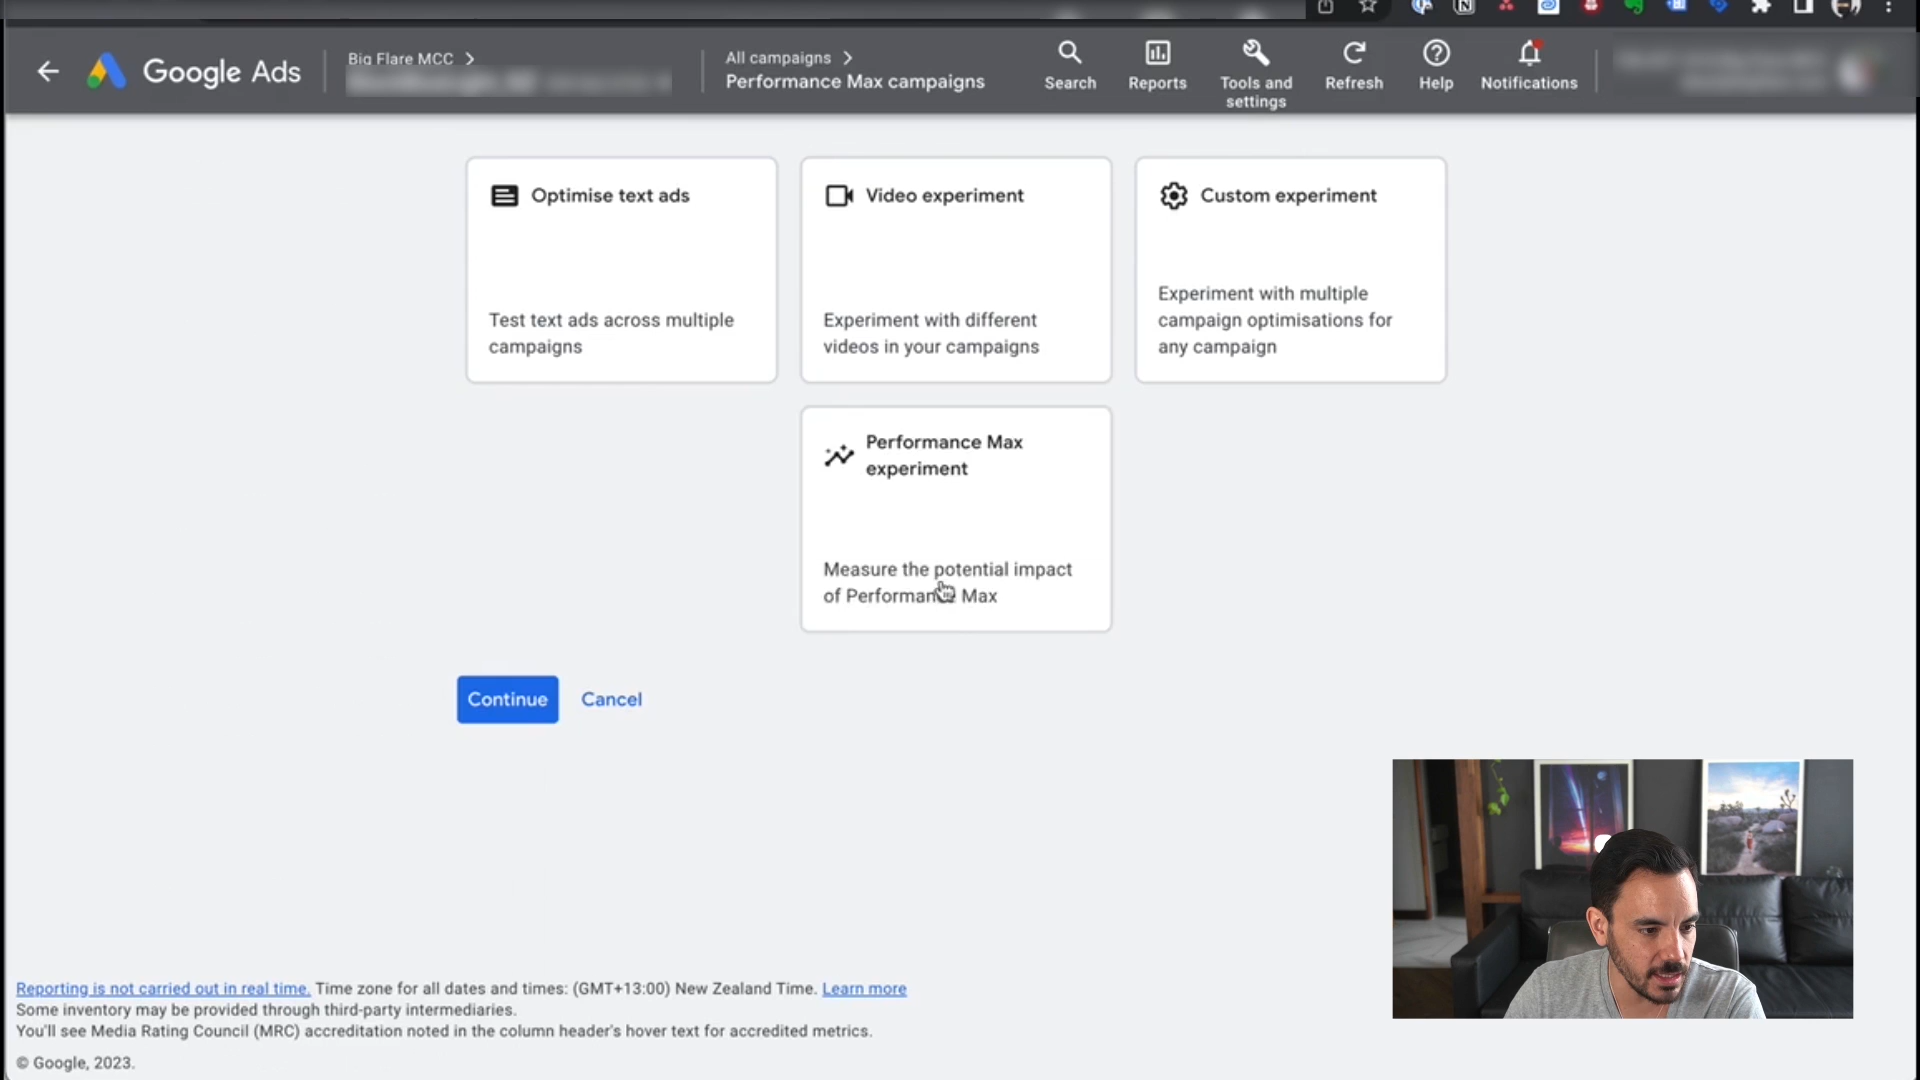 Google Ads
Big Flare MCC
All campaigns
Performance Max campaigns
Search
Reports
Tools and
settings
Refresh
Help
Notifications
Optimise text ads
Test text ads across multiple
campaigns
Video experiment
Experiment with different
videos in your campaigns
Custom experiment
Experiment with multiple
campaign optimisations for
any campaign
Performance Max
experiment
Measure the potential impact
of Performance Max
Continue
Cancel
Reporting is not carried out in real time. Time zone for all dates and times: (GMT+13:00) New Zealand Time. Learn more
Some inventory may be provided through third-party intermediaries.
You'll see Media Rating Council (MRC) accreditation noted in the column header's hover text for accredited metrics.
© Google, 2023.